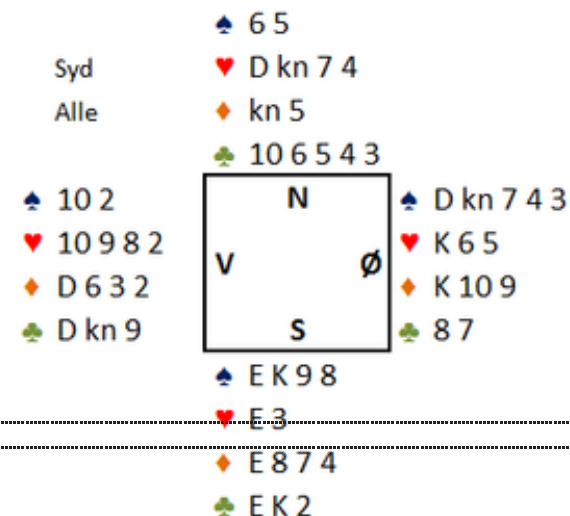 ♠ 6 5
Syd ♥ D kn 7 4
Alle ♦ kn 5
♣ 10 6 5 4 3
♠ 10 2 N ♠ D kn 7 4 3
♥ 10 9 8 2 ♥ K 6 5
V Ø
♦ D 6 3 2 ♦ K 10 9
♣ D kn 9 S ♣ 8 7
♠ E K 9 8
♥ E 3
♦ E 8 7 4
♣ E K 2